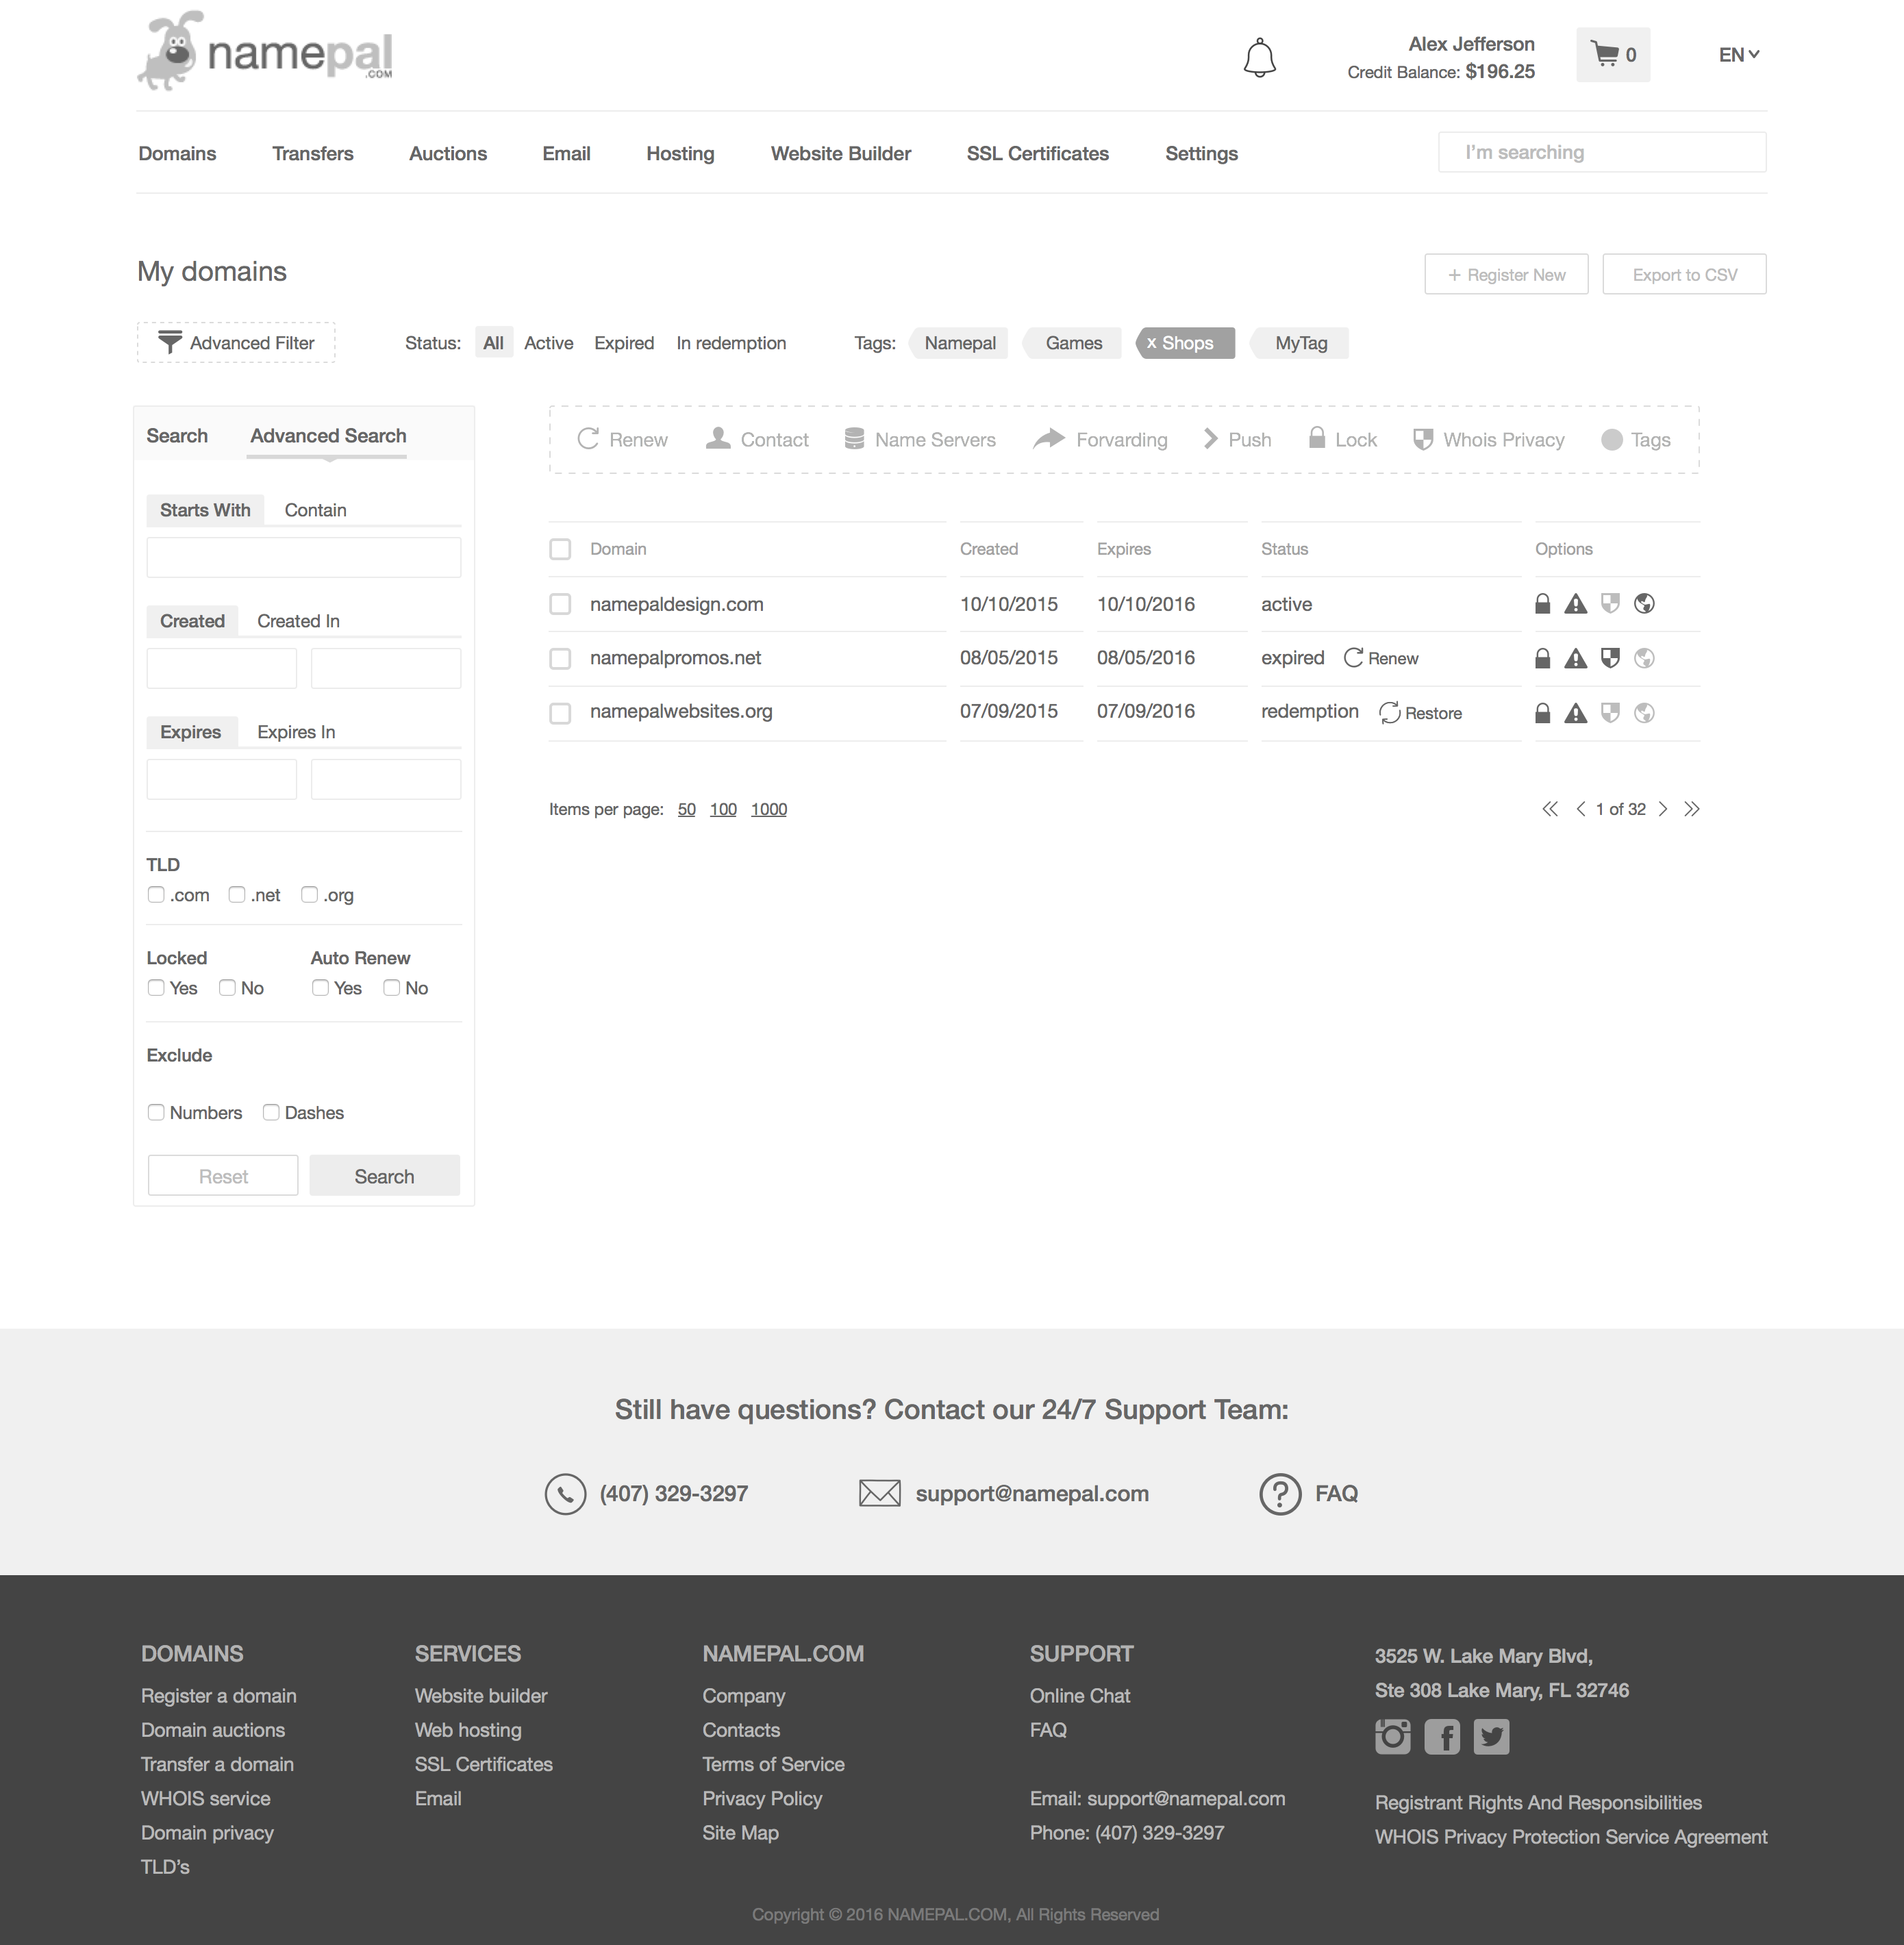 namepal
.COM
Alex Jefferson
Credit Balance: $196.25
0
EN
Domains Transfers Auctions Email Hosting Website Builder SSL Certificates Settings
I'm searching
My domains
+ Register New
Export to CSV
Advanced Filter
Status: All Active Expired In redemption
Tags: Namepal Games x Shops MyTag
Search Advanced Search
Renew Contact Name Servers Forvarding Push Lock Whois Privacy Tags
Starts With Contain
Created Created In
Expires Expires In
TLD
.com .net .org
Locked Auto Renew
Yes No Yes No
Exclude
Numbers Dashes
Reset Search
Domain Created Expires Status Options
namepaldesign.com 10/10/2015 10/10/2016 active
namepalpromos.net 08/05/2015 08/05/2016 expired Renew
namepalwebsites.org 07/09/2015 07/09/2016 redemption Restore
Items per page: 50 100 1000
1 of 32
Still have questions? Contact our 24/7 Support Team:
(407) 329-3297
support@namepal.com
FAQ
DOMAINS
Register a domain
Domain auctions
Transfer a domain
WHOIS service
Domain privacy
TLD's
SERVICES
Website builder
Web hosting
SSL Certificates
Email
NAMEPAL.COM
Company
Contacts
Terms of Service
Privacy Policy
Site Map
SUPPORT
Online Chat
FAQ
Email: support@namepal.com
Phone: (407) 329-3297
3525 W. Lake Mary Blvd,
Ste 308 Lake Mary, FL 32746
Registrant Rights And Responsibilities
WHOIS Privacy Protection Service Agreement
Copyright © 2016 NAMEPAL.COM, All Rights Reserved